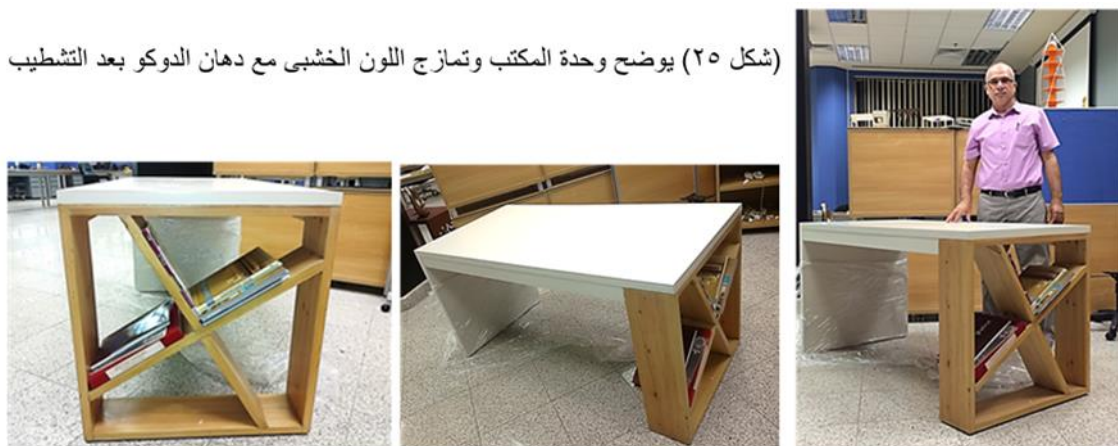 (شكل ٢٥) يوضح وحدة المكتب وتمازج اللون الخشبى مع دهان الدوكو بعد التشطيب